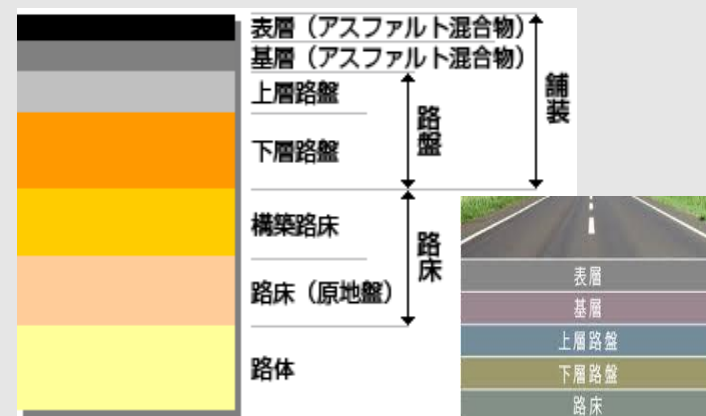 表層（アスファルト混合物）
基層（アスファルト混合物）
上層路盤
下層路盤
路盤
舗装
構築路床
路床（原地盤）
路床
路体
表層
基層
上層路盤
下層路盤
路床